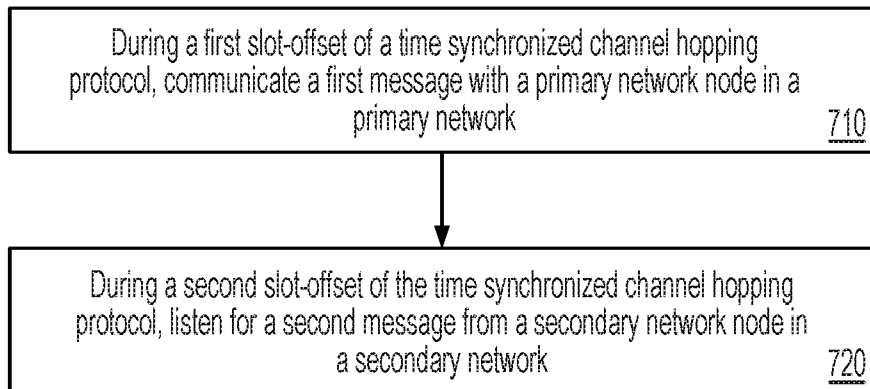 During a first slot-offset of a time synchronized channel hopping
protocol, communicate a first message with a primary network node in a
primary network
710
During a second slot-offset of the time synchronized channel hopping
protocol, listen for a second message from a secondary network node in
a secondary network
720